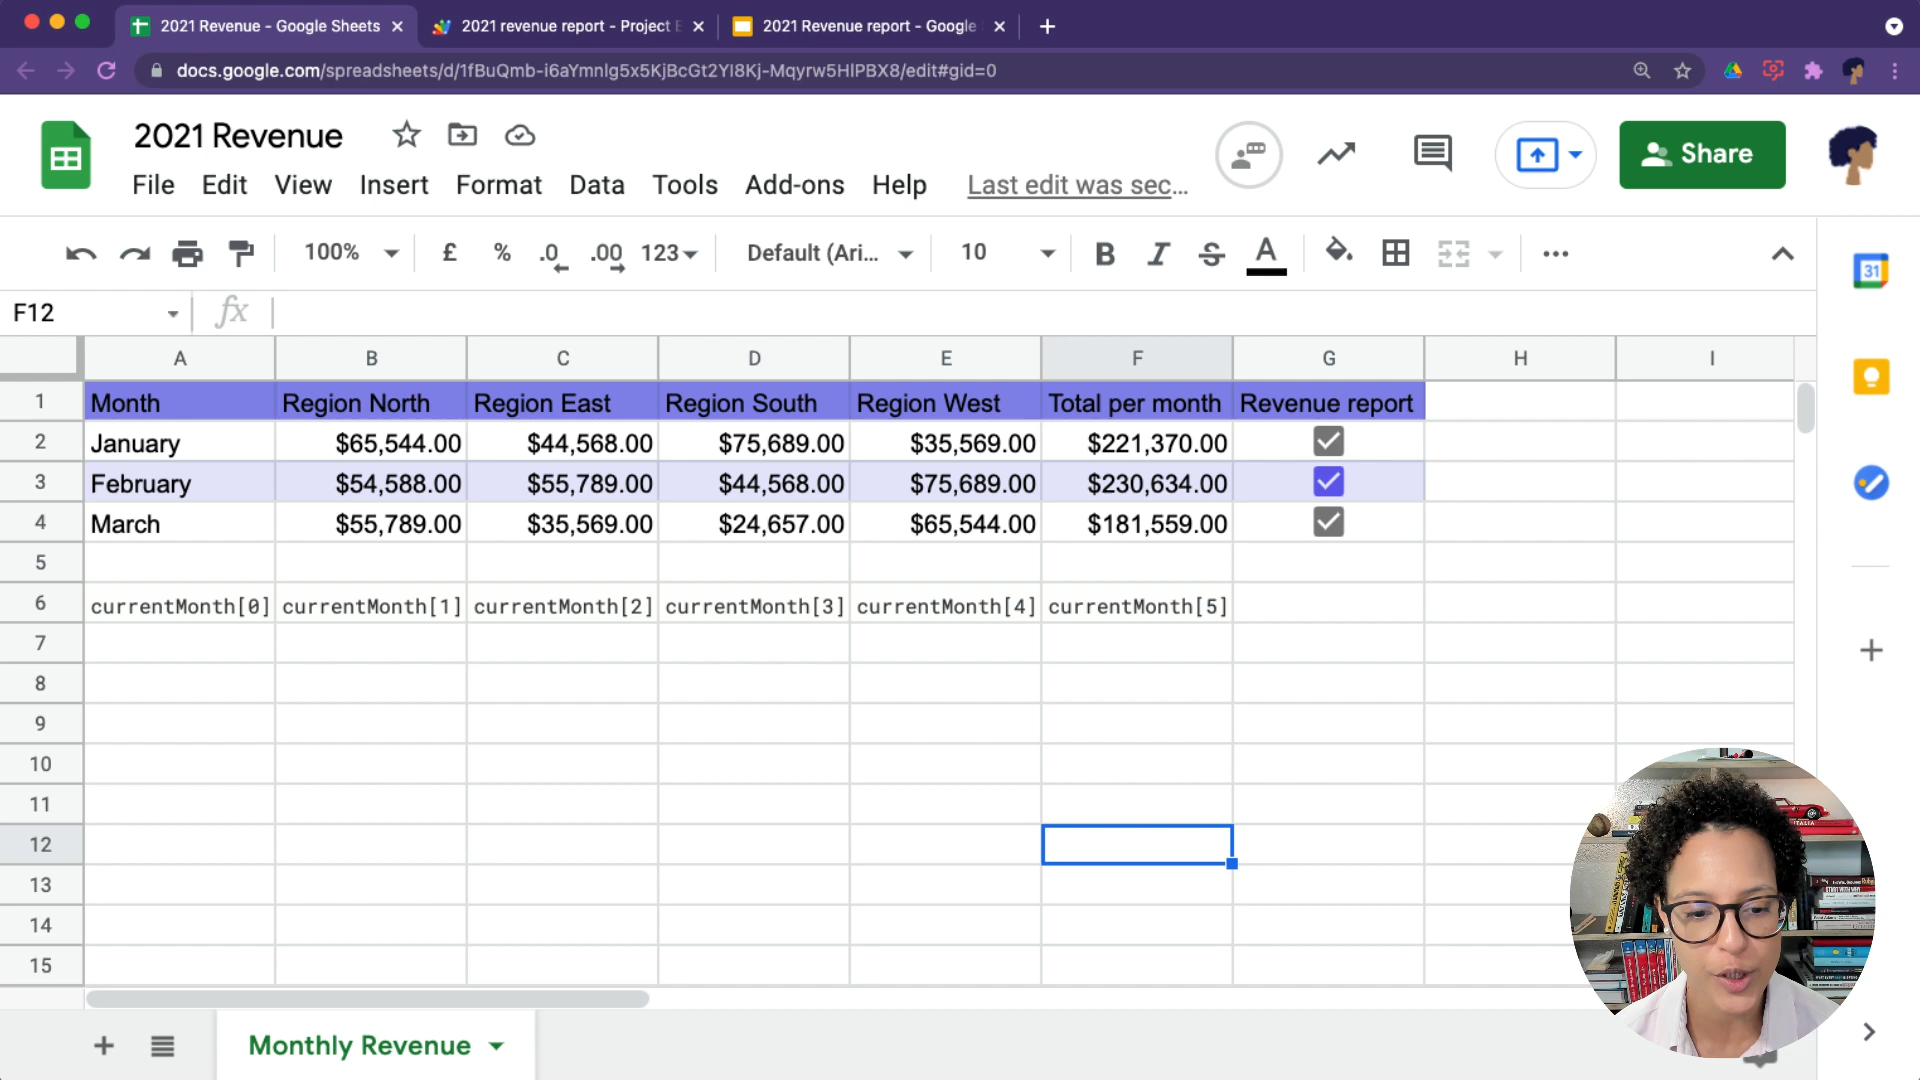 2021 Revenue - Google Sheets
2021 revenue report - Project E
2021 Revenue report - Google
docs.google.com/spreadsheets/d/1fBuQmb-i6aYmnlg5x5KjBcGt2YI8Kj-Mqyrw5HIPBX8/edit#gid=0
2021 Revenue
Share
File Edit View Insert Format Data Tools Add-ons Help Last edit was sec...
100% £ % .0 .00 123 Default (Ari... 10 B I S A
31
F12 fx
A B C D E F G H I
1 Month Region North Region East Region South Region West Total per month Revenue report
2 January $65,544.00 $44,568.00 $75,689.00 $35,569.00 $221,370.00
3 February $54,588.00 $55,789.00 $44,568.00 $75,689.00 $230,634.00
4 March $55,789.00 $35,569.00 $24,657.00 $65,544.00 $181,559.00
5
6 currentMonth[0] currentMonth[1] currentMonth[2] currentMonth[3] currentMonth[4] currentMonth[5]
7
8
9
10
11
12
13
14
15
ITALIA
START WITH WHY
Monthly Revenue